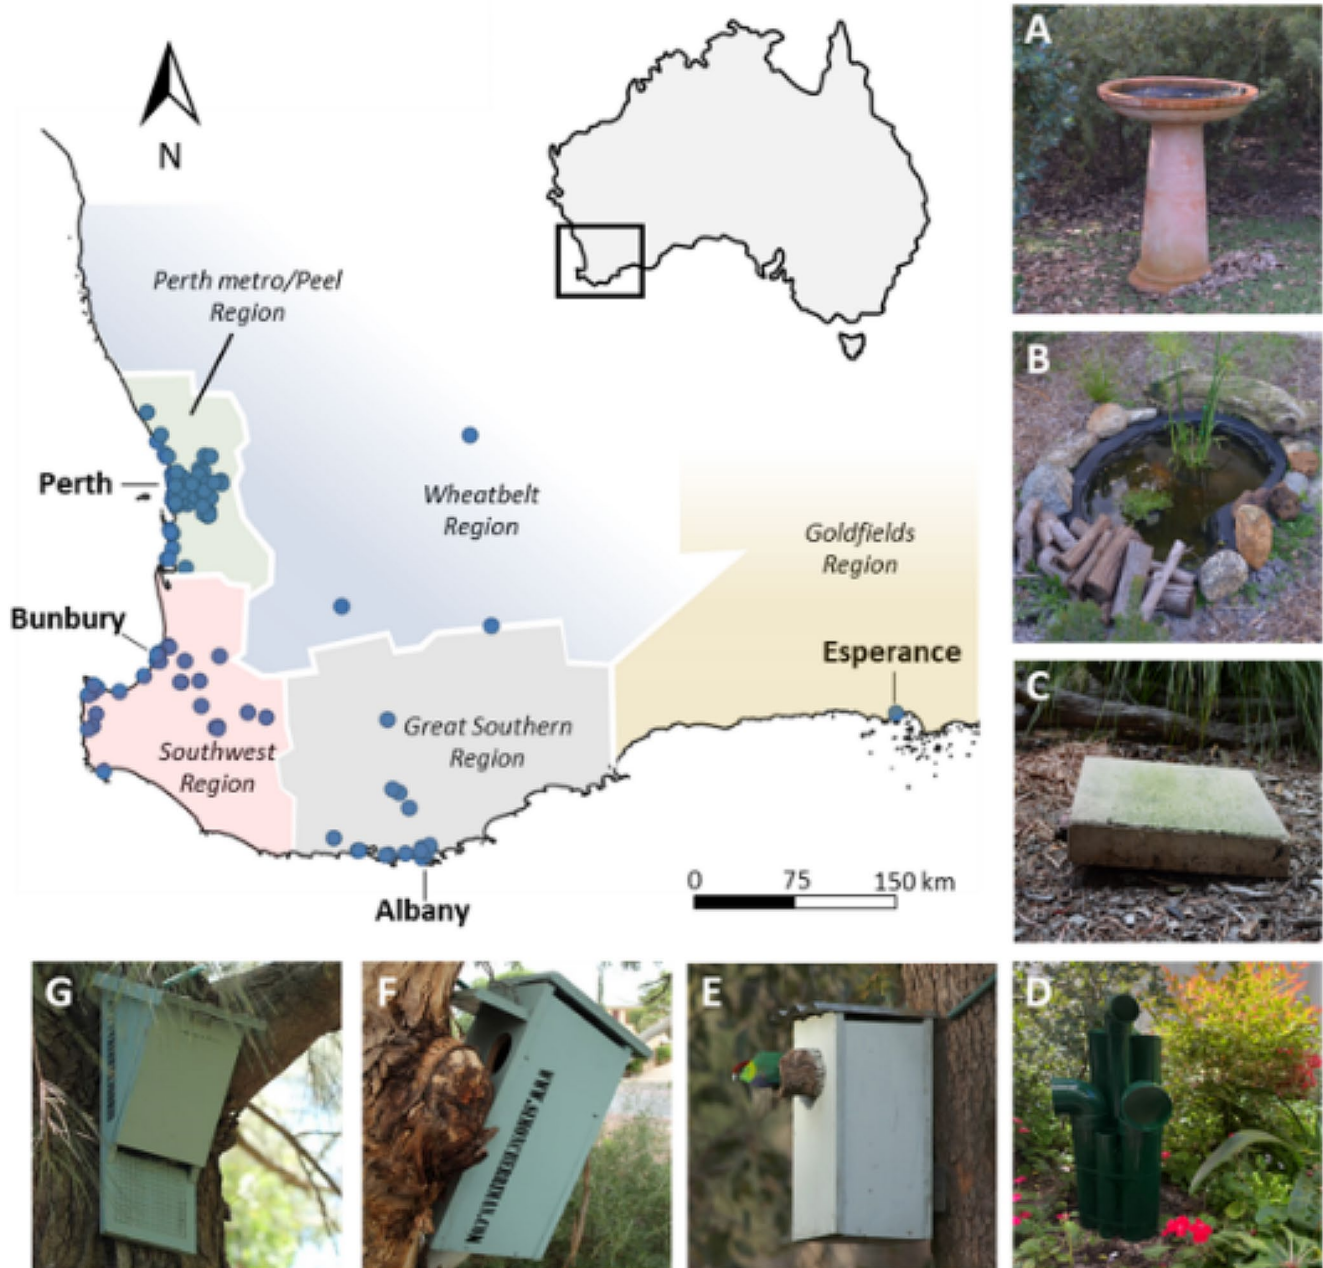 N
Perth metro/Peel
Region
Perth
Wheatbelt
Region
Goldfields
Region
Bunbury
Esperance
Great Southern
Region
Southwest
Region
0 75 150 km
Albany
A
B
C
G
F
E
D